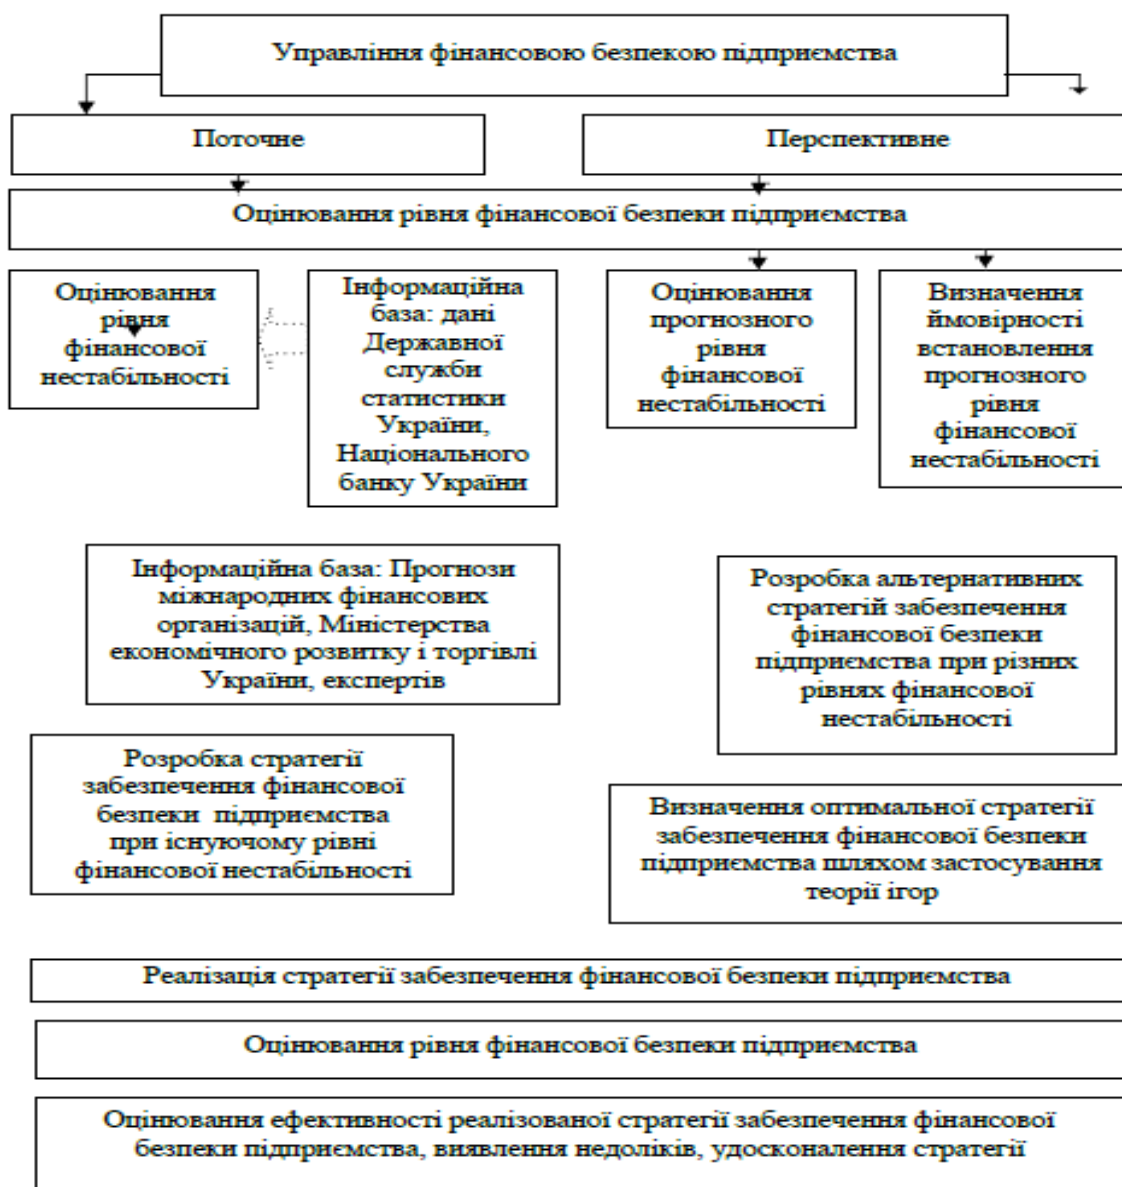 Управління фінансовою безпекою підприємства
Поточне
Перспективне
Оцінювання рівня фінансової безпеки підприємства
Оцінювання
рівня
фінансової
нестабільності
Інформаційна
база: дані
Державної
служби
статистики
України,
Національного
банку України
Оцінювання
прогнозного
рівня
фінансової
нестабільності
Визначення
ймовірності
встановлення
прогнозного
рівня
фінансової
нестабільності
Інформаційна база: Прогнози
міжнародних фінансових
організацій, Міністерства
економічного розвитку і торгівлі
України, експертів
Розробка альтернативних
стратегій забезпечення
фінансової безпеки
підприємства при різних
рівнях фінансової
нестабільності
Розробка стратегії
забезпечення фінансової
безпеки підприємства
при існуючому рівні
фінансової нестабільності
Визначення оптимальної стратегії
забезпечення фінансової безпеки
підприємства шляхом застосування
теорії ігор
Реалізація стратегії забезпечення фінансової безпеки підприємства
Оцінювання рівня фінансової безпеки підприємства
Оцінювання ефективності реалізованої стратегії забезпечення фінансової
безпеки підприємства, виявлення недоліків, удосконалення стратегії